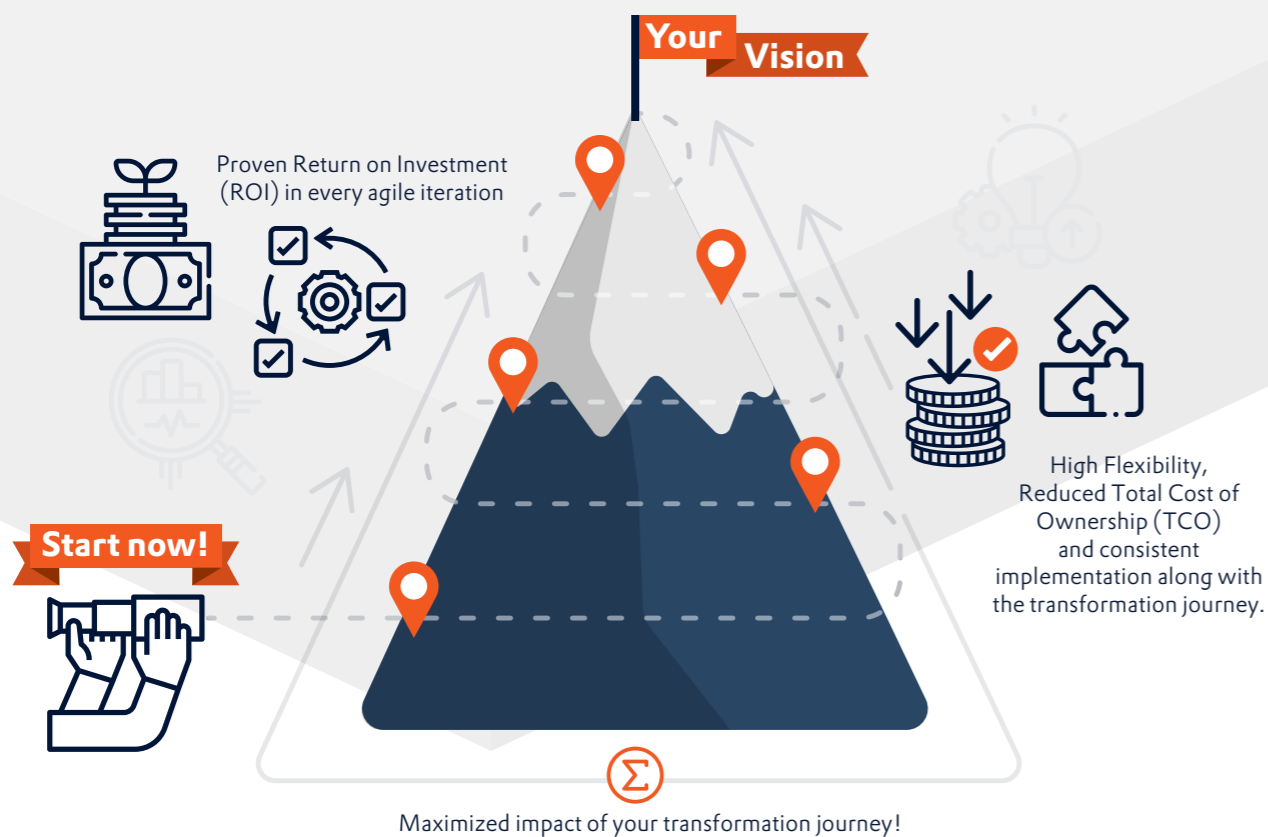 Your
Vision
Proven Return on Investment
(ROI) in every agile iteration
High Flexibility,
Reduced Total Cost of
Ownership (TCO)
and consistent
implementation along with
the transformation journey.
Start now!
Σ
Maximized impact of your transformation journey!